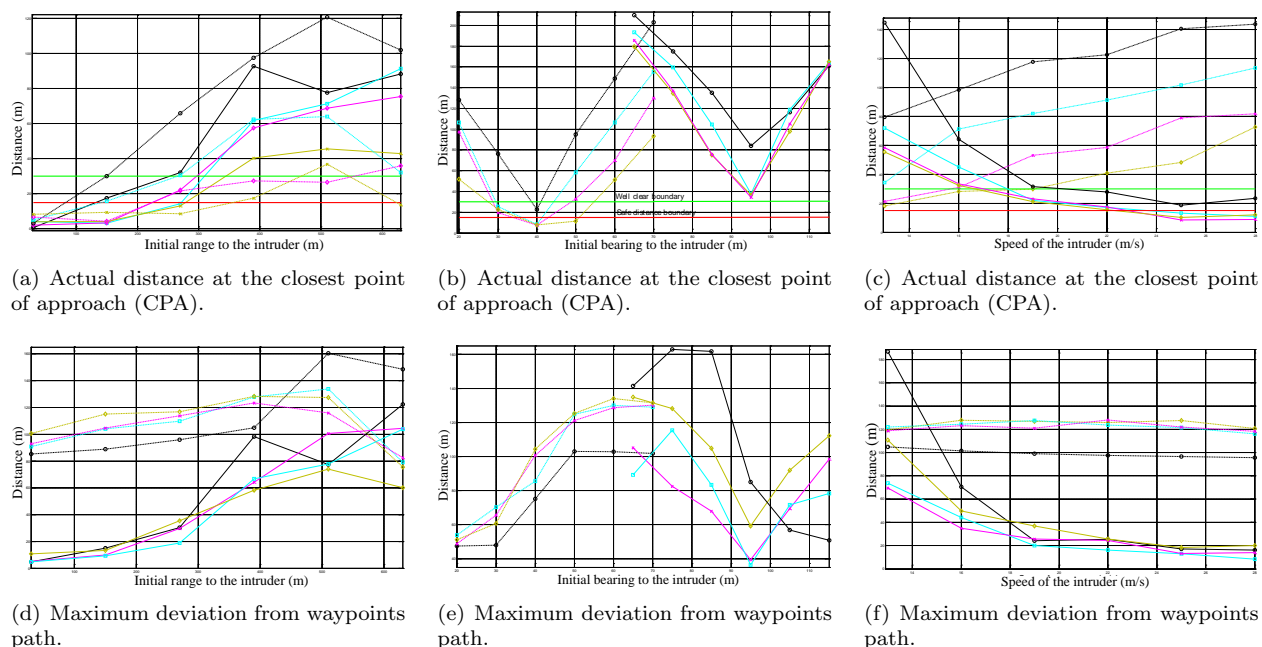 Distance (m)
Initial range to the intruder (m)
(a) Actual distance at the closest point
of approach (CPA).
Distance (m)
Well clear boundary
Safe distance boundary
Initial bearing to the intruder (m)
(b) Actual distance at the closest point
of approach (CPA).
Distance (m)
Speed of the intruder (m/s)
(c) Actual distance at the closest point
of approach (CPA).
Distance (m)
Initial range to the intruder (m)
(d) Maximum deviation from waypoints
path.
Distance (m)
Initial bearing to the intruder (m)
(e) Maximum deviation from waypoints
path.
Distance (m)
Speed of the intruder (m/s)
(f) Maximum deviation from waypoints
path.